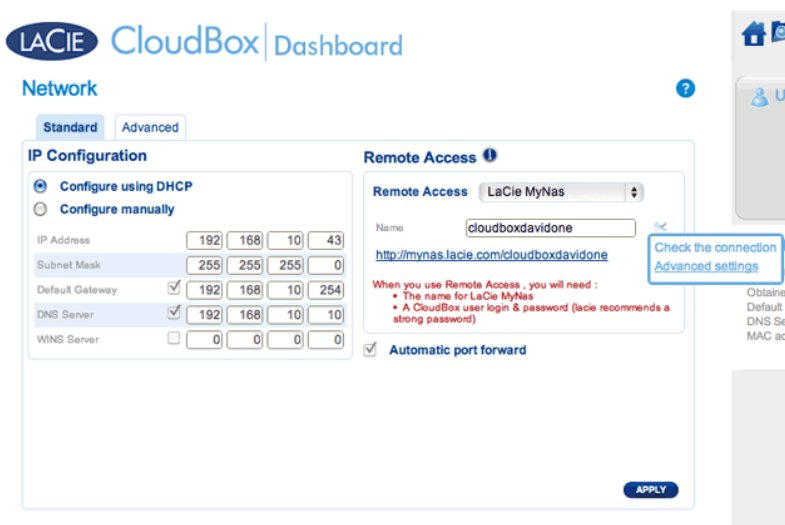 LACIE CloudBox Dashboard
Network
?
Standard Advanced
IP Configuration
Configure using DHCP
Configure manually
IP Address 192 168 10 43
Subnet Mask 255 255 255 0
Default Gateway 192 168 10 254
DNS Server 192 168 10 10
WINS Server 0 0 0 0
Remote Access i
Remote Access LaCie MyNas
Name cloudboxdavidone
http://mynas.lacie.com/cloudboxdavidone
When you use Remote Access , you will need :
• The name for LaCie MyNas
• A CloudBox user login & password (lacie recommends a
strong password)
Automatic port forward
APPLY
Check the connection
Advanced settings
U
Obtaine
Default
DNS Se
MAC ad